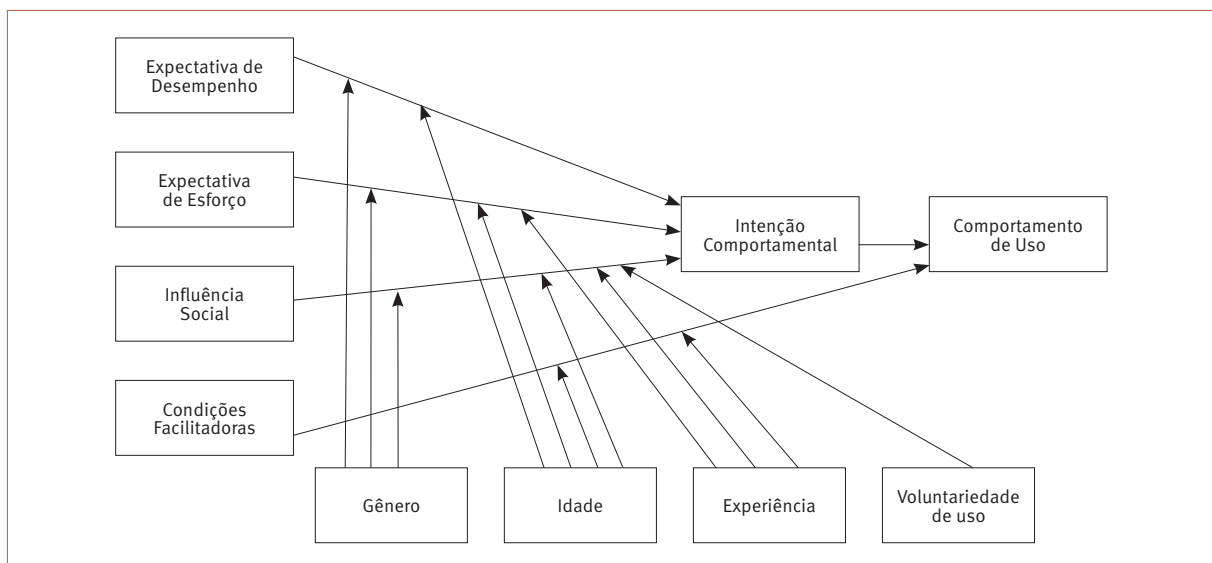 Expectativa de
Desempenho
Expectativa
de Esforço
Influência
Social
Condições
Facilitadoras
Intenção
Comportamental
Comportamento
de Uso
Gênero
Idade
Experiência
Voluntariedade
de uso